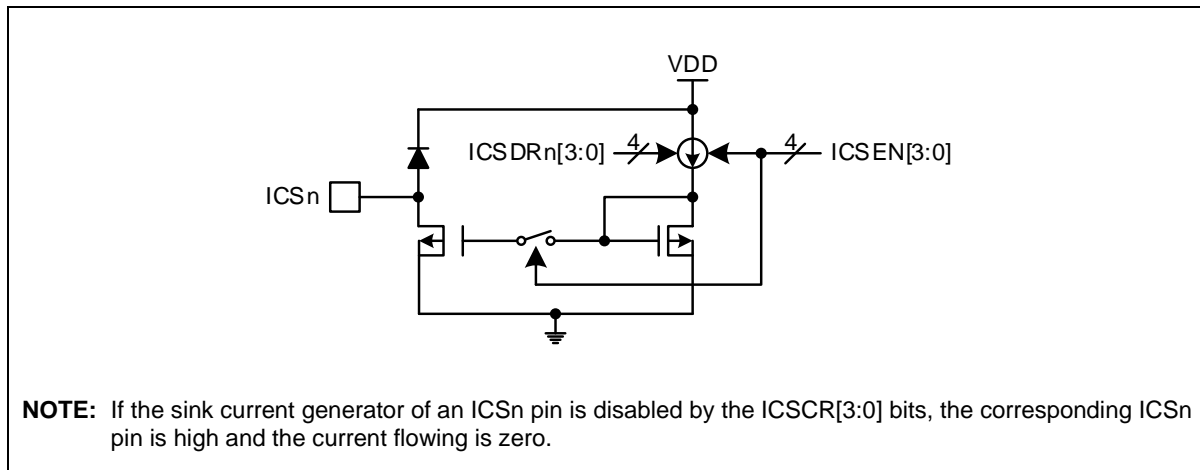 VDD
ICSDRn[3:0] 4 4 ICSEN[3:0]
ICSn
NOTE: If the sink current generator of an ICSn pin is disabled by the ICSCR[3:0] bits, the corresponding ICSn
pin is high and the current flowing is zero.